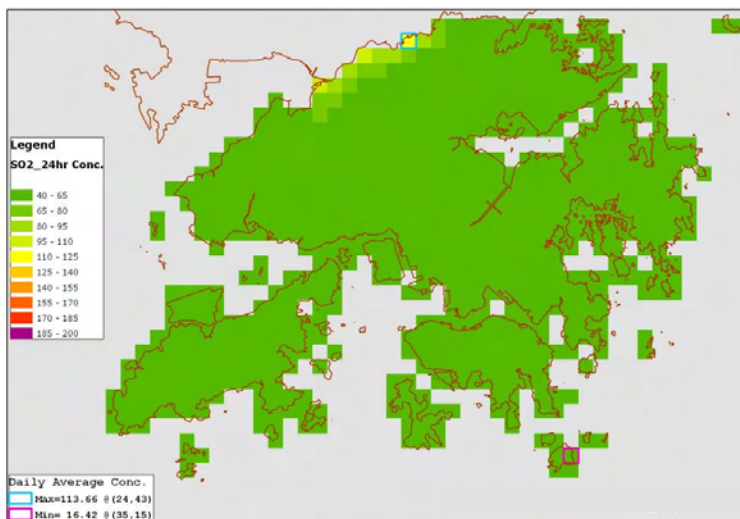 Legend
SO2_24hr Conc.
40 - 65
65 - 80
80 - 95
95 - 110
110 - 125
125 - 140
140 - 155
155 - 170
170 - 185
185 - 200
Daily Average Conc.
Max=113.66 @(24,43)
Min= 16.42 @(35,15)